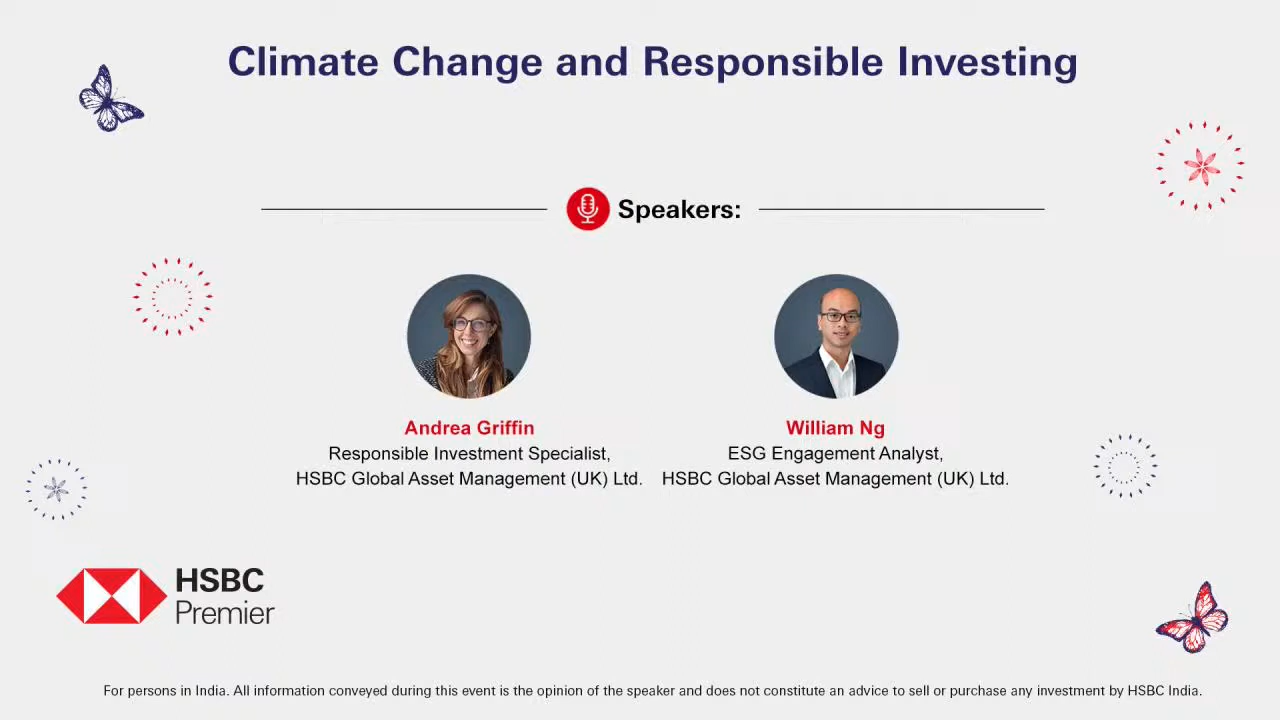 Climate Change and Responsible Investing
Speakers:
Andrea Griffin
Responsible Investment Specialist,
HSBC Global Asset Management (UK) Ltd.
William Ng
ESG Engagement Analyst,
HSBC Global Asset Management (UK) Ltd.
HSBC
Premier
For persons in India. All information conveyed during this event is the opinion of the speaker and does not constitute an advice to sell or purchase any investment by HSBC India.